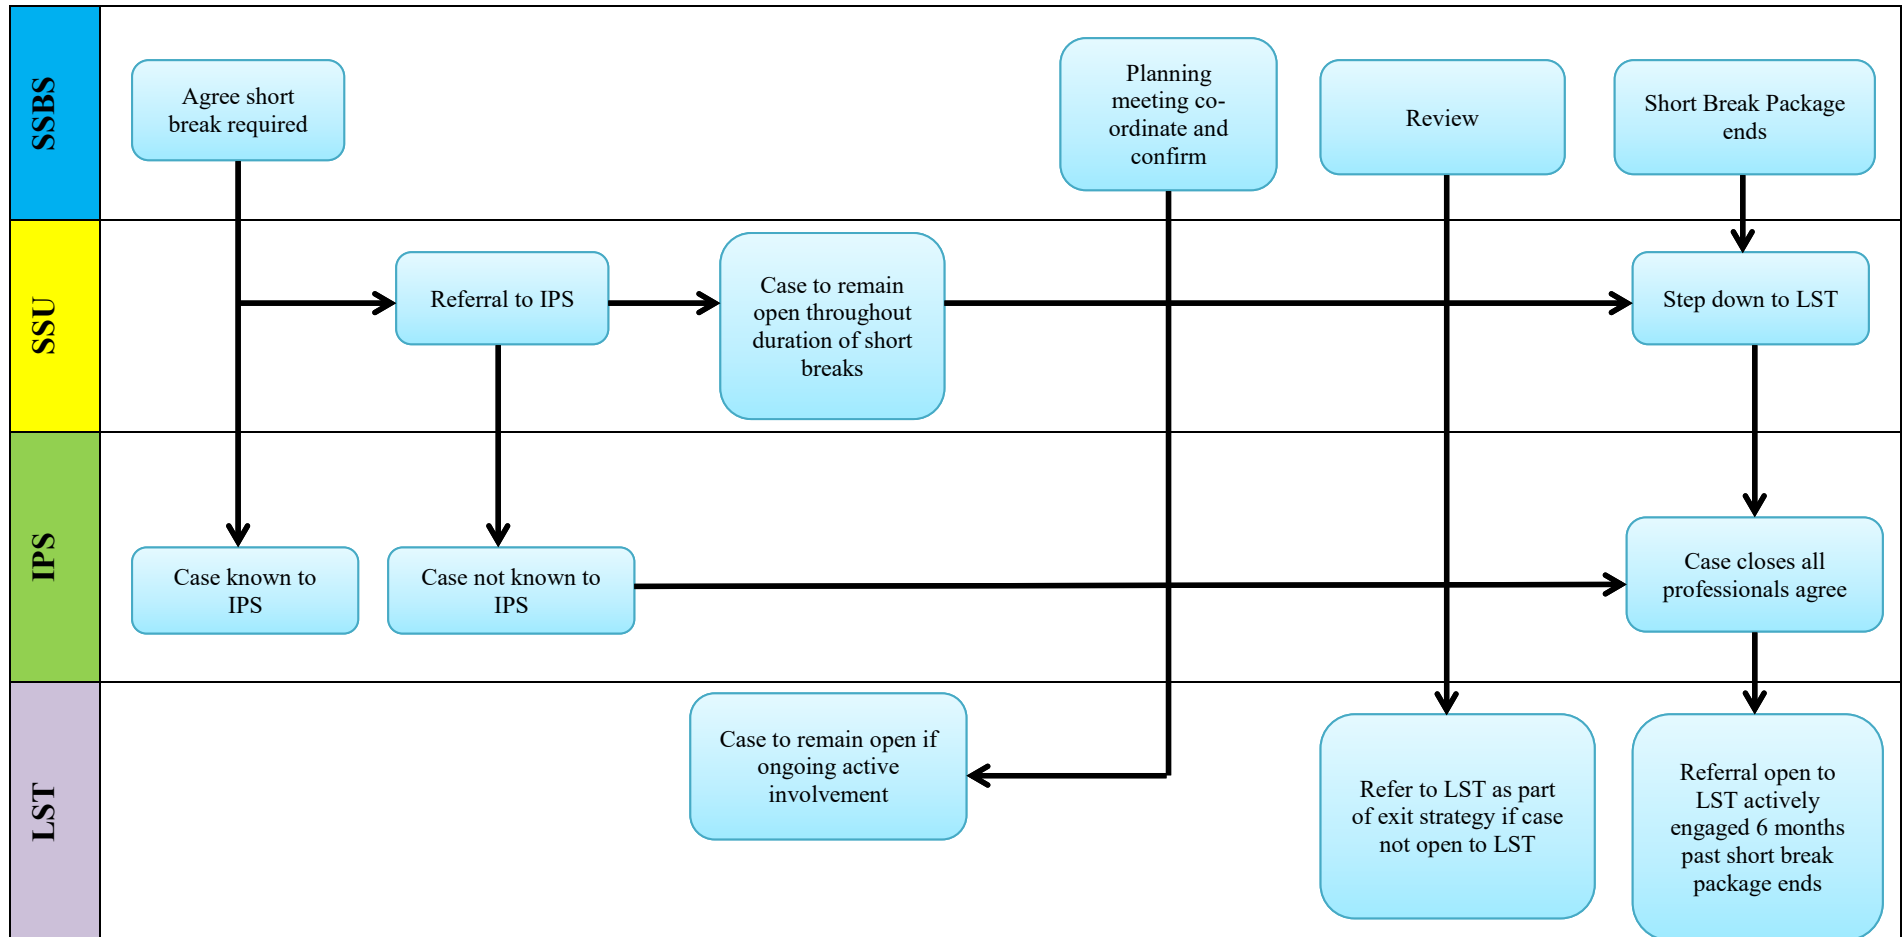 SSBS
Agree short
break required
Planning
meeting co-
ordinate and
confirm
Review
Short Break Package
ends
SSU
Referral to IPS
Case to remain
open throughout
duration of short
breaks
Step down to LST
IPS
Case known to
IPS
Case not known to
IPS
Case closes all
professionals agree
LST
Case to remain open if
ongoing active
involvement
Refer to LST as part
of exit strategy if case
not open to LST
Referral open to
LST actively
engaged 6 months
past short break
package ends